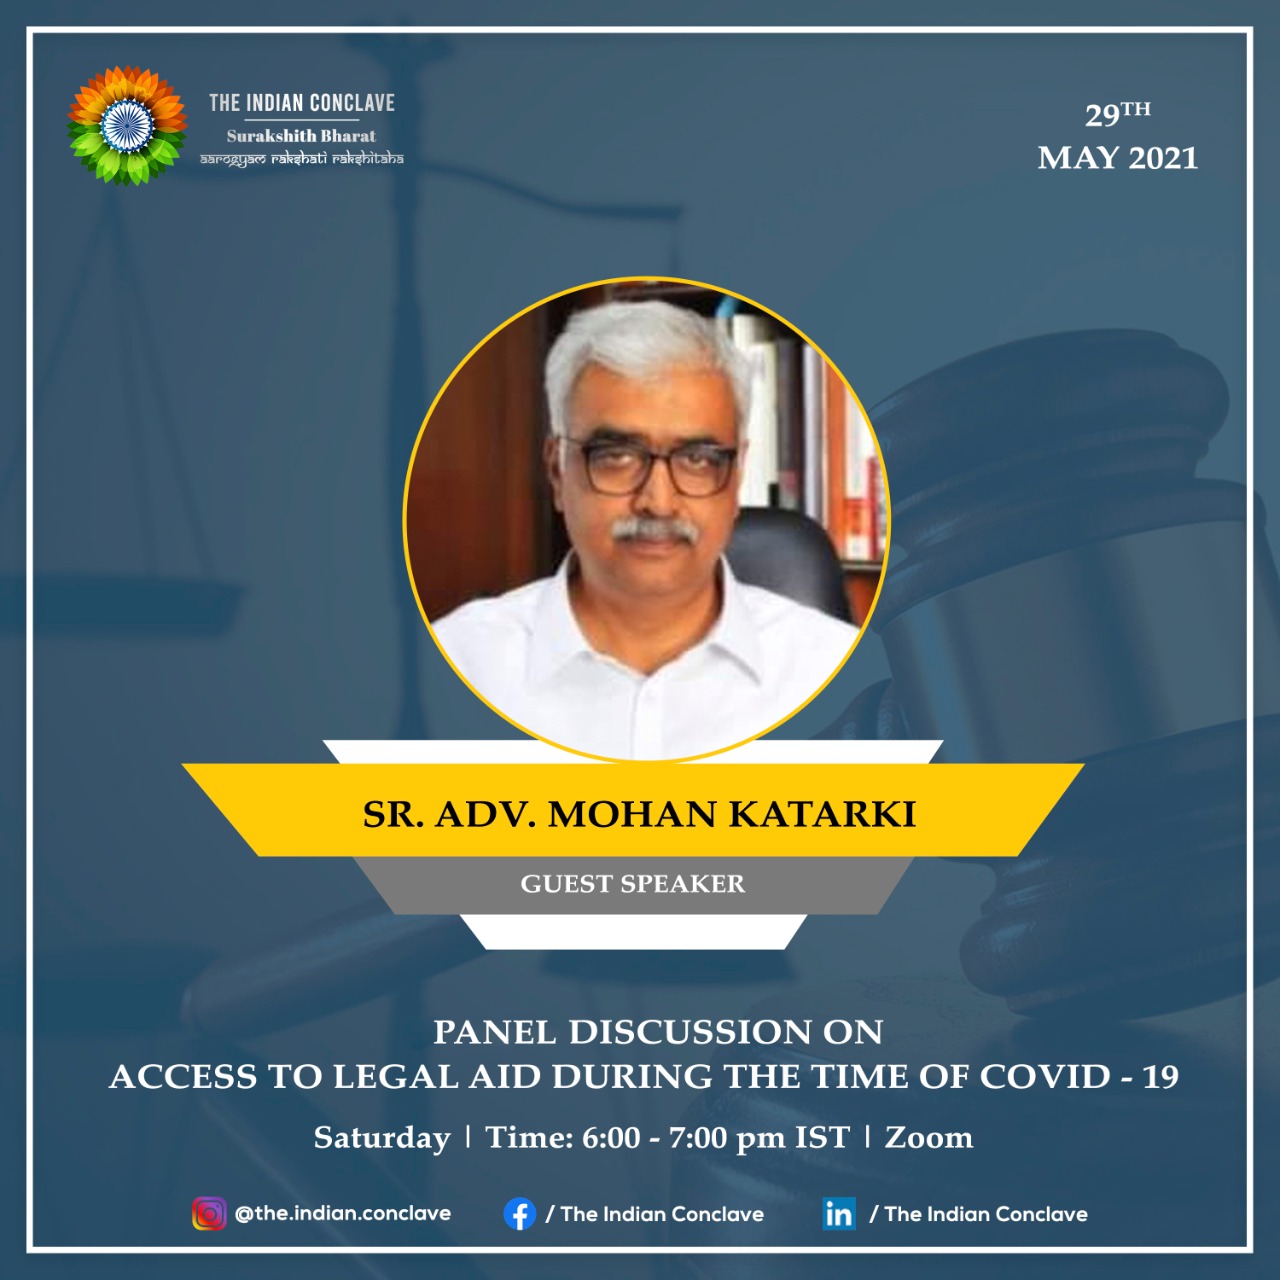 THE INDIAN CONCLAVE
Surakshith Bharat
aarogyam rakshati rakshitaha
29TH
MAY 2021
SR. ADV. MOHAN KATARKI
GUEST SPEAKER
PANEL DISCUSSION ON
ACCESS TO LEGAL AID DURING THE TIME OF COVID - 19
Saturday | Time: 6:00 - 7:00 pm IST | Zoom
@the.indian.conclave
/ The Indian Conclave
in / The Indian Conclave